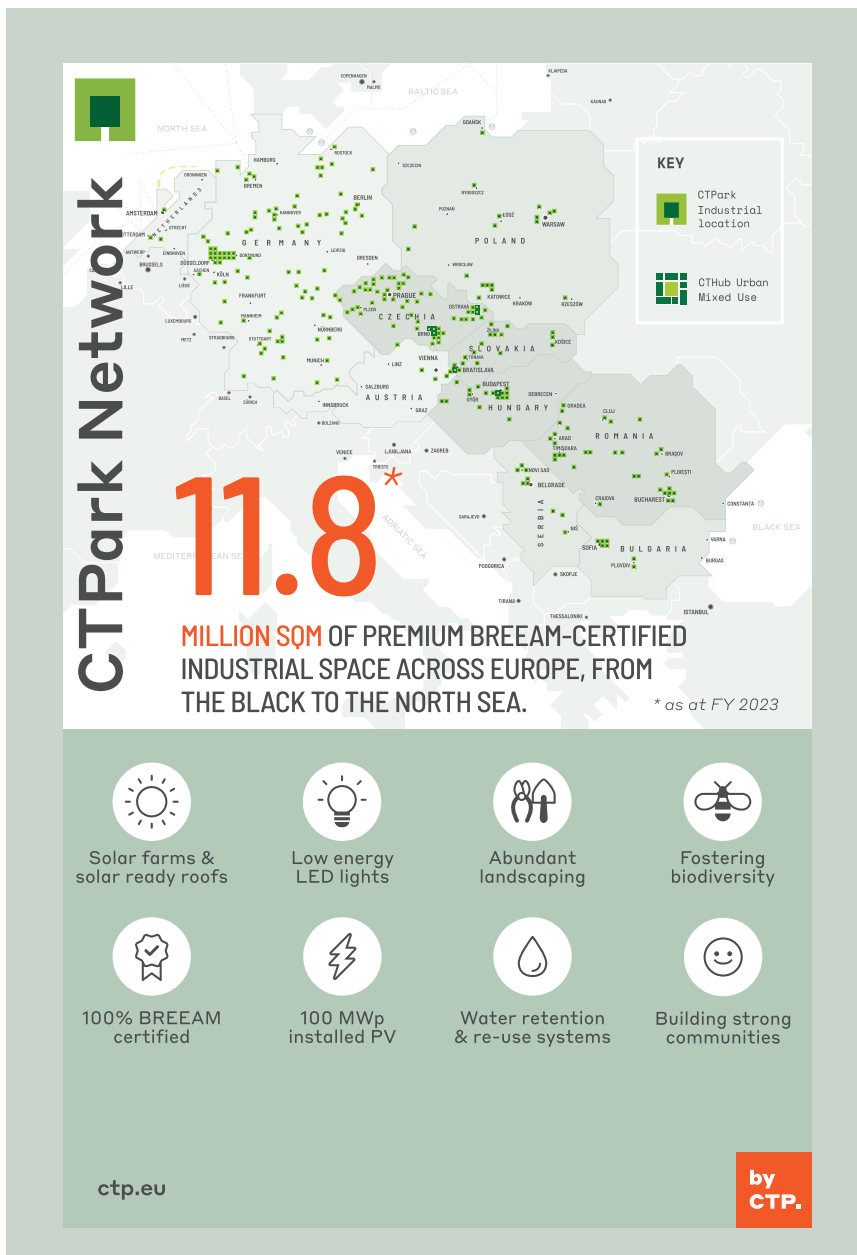 CTPark Network
COPENHAGEN
MALMÖ
KLAIPĖDA
KAUNAS
BALTIC SEA
NORTH SEA
GDAŃSK
ROSTOCK
HAMBURG
SZCZECIN
GRONINGEN
BREMEN
BYDGOSZCZ
BERLIN
POZNAŃ
AMSTERDAM
NETHERLANDS
HANNOVER
ŁÓDŹ
WARSAW
UTRECHT
GERMANY
POLAND
ANTWERP
EINDHOVEN
DORTMUND
LEIPZIG
BRUSSELS
DÜSSELDORF
DRESDEN
WROCŁAW
AACHEN
KÖLN
LILLE
LIÈGE
FRANKFURT
PRAGUE
KATOWICE
KRAKÓW
RZESZÓW
PLZEŇ
OSTRAVA
LUXEMBOURG
MANNHEIM
CZECHIA
NÜRNBERG
BRNO
ŽILINA
METZ
STRASBOURG
STUTTGART
KOŠICE
SLOVAKIA
MUNICH
LINZ
VIENNA
TRNAVA
BRATISLAVA
SALZBURG
BUDAPEST
BASEL
ZÜRICH
AUSTRIA
GYŐR
DEBRECEN
INNSBRUCK
GRAZ
HUNGARY
ORADEA
CLUJ
BOLZANO
ROMANIA
ARAD
TIMIȘOARA
VENICE
LJUBLJANA
ZAGREB
BRAȘOV
TRIESTE
NOVI SAD
PLOIEȘTI
BELGRADE
CRAIOVA
BUCHAREST
CONSTANȚA
SARAJEVO
ADRIATIC SEA
SERBIA
NIŠ
BLACK SEA
VARNA
SOFIA
BULGARIA
MEDITERRANEAN SEA
BURGAS
PODGORICA
PLOVDIV
SKOPJE
TIRANA
ISTANBUL
THESSALONIKI
KEY
CTPark
Industrial
location
CTHub Urban
Mixed Use
11.8*
MILLION SQM OF PREMIUM BREEAM-CERTIFIED
INDUSTRIAL SPACE ACROSS EUROPE, FROM
THE BLACK TO THE NORTH SEA.
* as at FY 2023
Solar farms &
solar ready roofs
Low energy
LED lights
Abundant
landscaping
Fostering
biodiversity
100% BREEAM
certified
100 MWp
installed PV
Water retention
& re-use systems
Building strong
communities
ctp.eu
by
CTP.